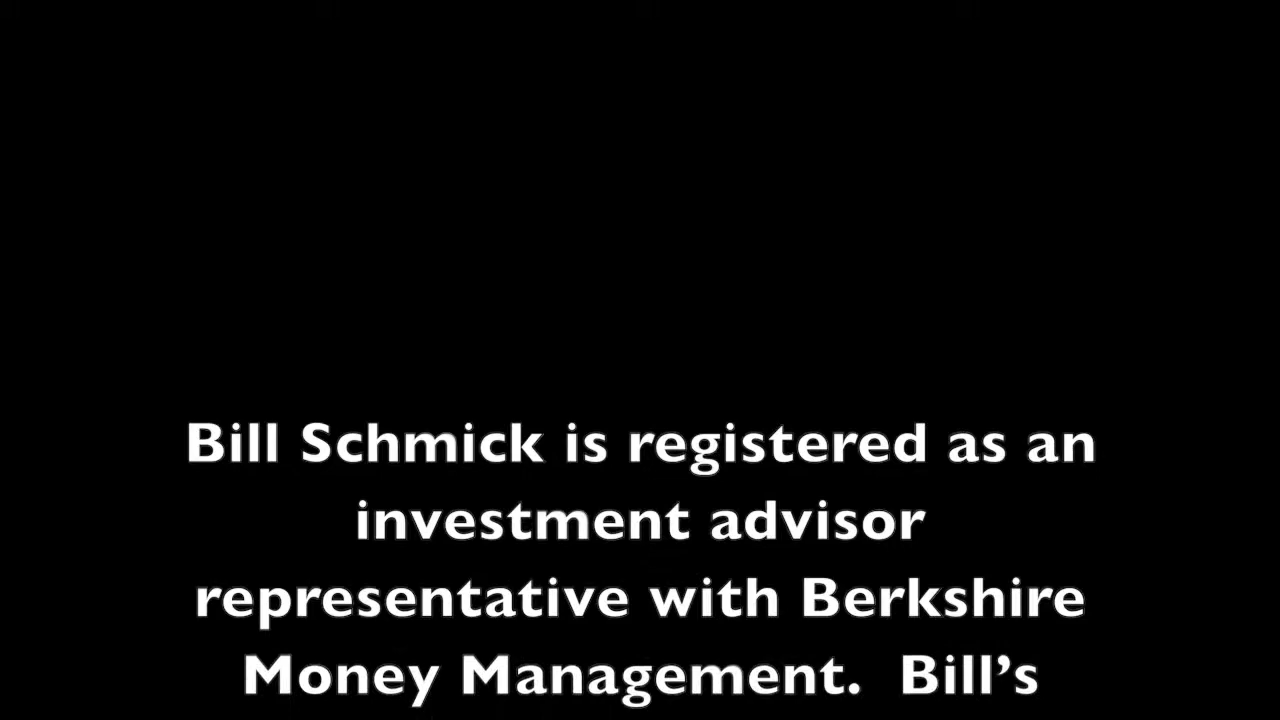 Bill Schmick is registered as an
investment advisor
representative with Berkshire
Money Management.  Bill’s